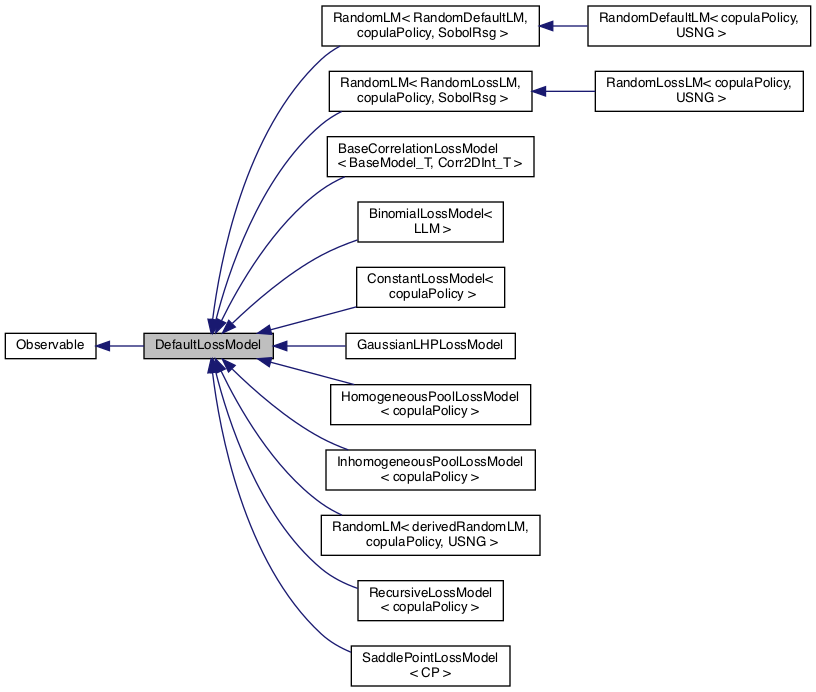 RandomLM< RandomDefaultLM,
copulaPolicy, SobolRsg >
RandomDefaultLM< copulaPolicy,
USNG >
RandomLM< RandomLossLM,
copulaPolicy, SobolRsg >
RandomLossLM< copulaPolicy,
USNG >
BaseCorrelationLossModel
< BaseModel_T, Corr2DInt_T >
BinomialLossModel<
LLM >
ConstantLossModel<
copulaPolicy >
Observable
DefaultLossModel
GaussianLHPLossModel
HomogeneousPoolLossModel
< copulaPolicy >
InhomogeneousPoolLossModel
< copulaPolicy >
RandomLM< derivedRandomLM,
copulaPolicy, USNG >
RecursiveLossModel
< copulaPolicy >
SaddlePointLossModel
< CP >